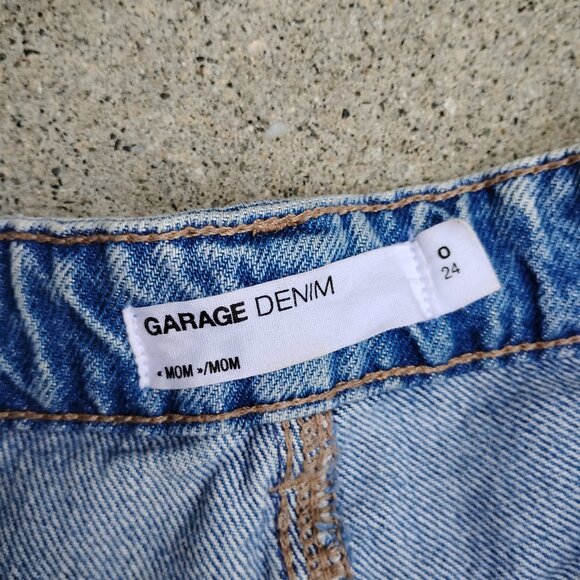 GARAGE DENIM
« MOM »/MOM
0
24